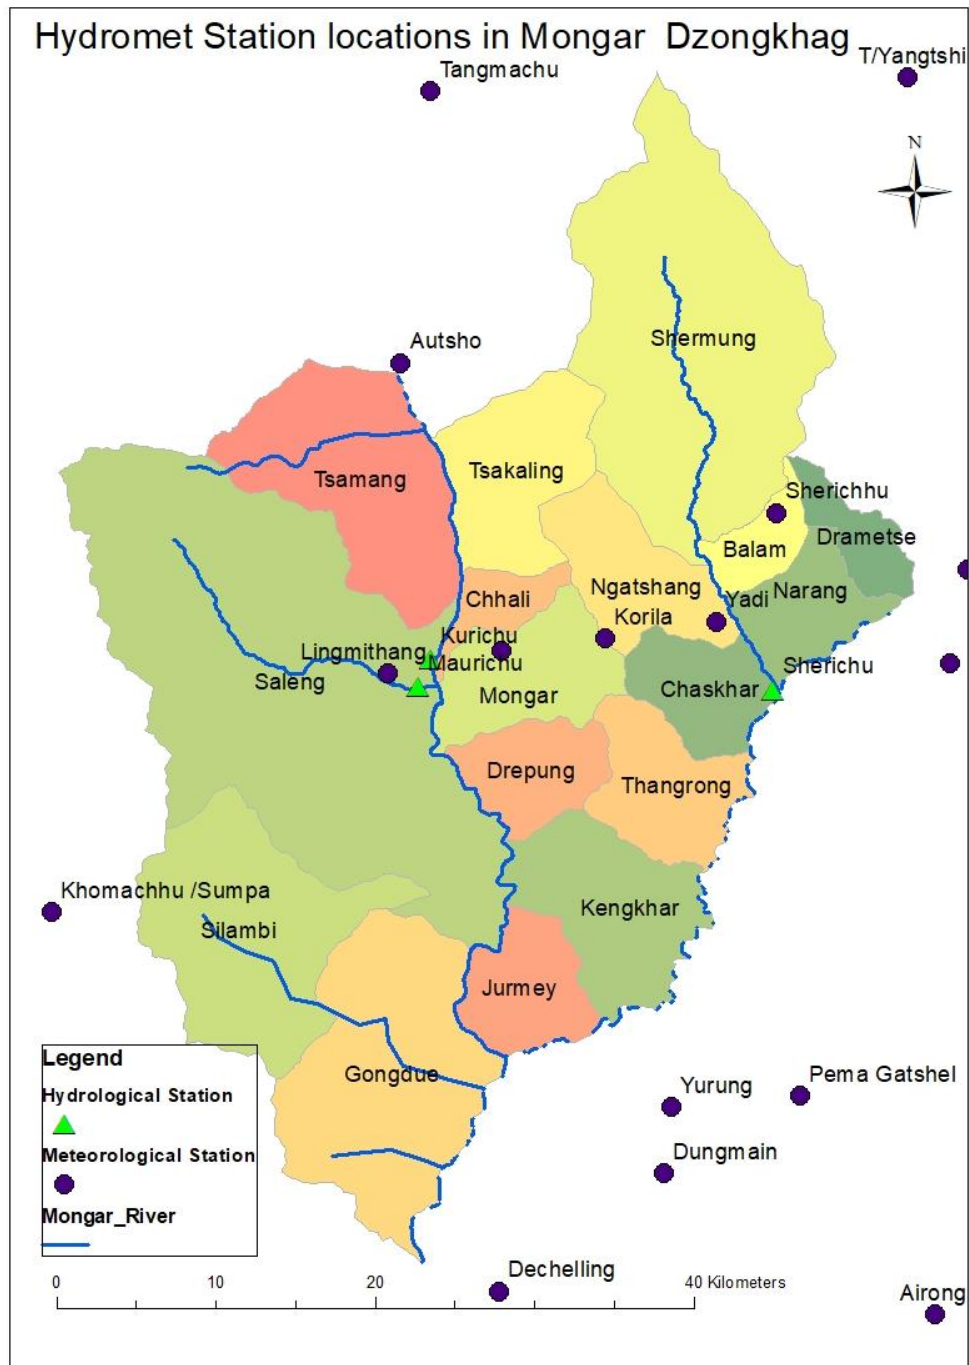 Hydromet Station locations in Mongar Dzongkhag
T/Yangtshi
Tangmachu
N
Shermung
Autsho
Tsakaling
Tsamang
Sherichhu
Drametse
Balam
Ngatshang
Narang
Yadi
Chhali
Korila
Kurichu
Lingmithang
Maurichu
Sherichu
Saleng
Mongar
Chaskhar
Drepung
Thangrong
Khomachhu /Sumpa
Kengkhar
Silambi
Jurmey
Gongdue
Pema Gatshel
Yurung
Dungmain
Legend
Hydrological Station
Meteorological Station
Mongar_River
Dechelling
0 10 20 40 Kilometers
Airong